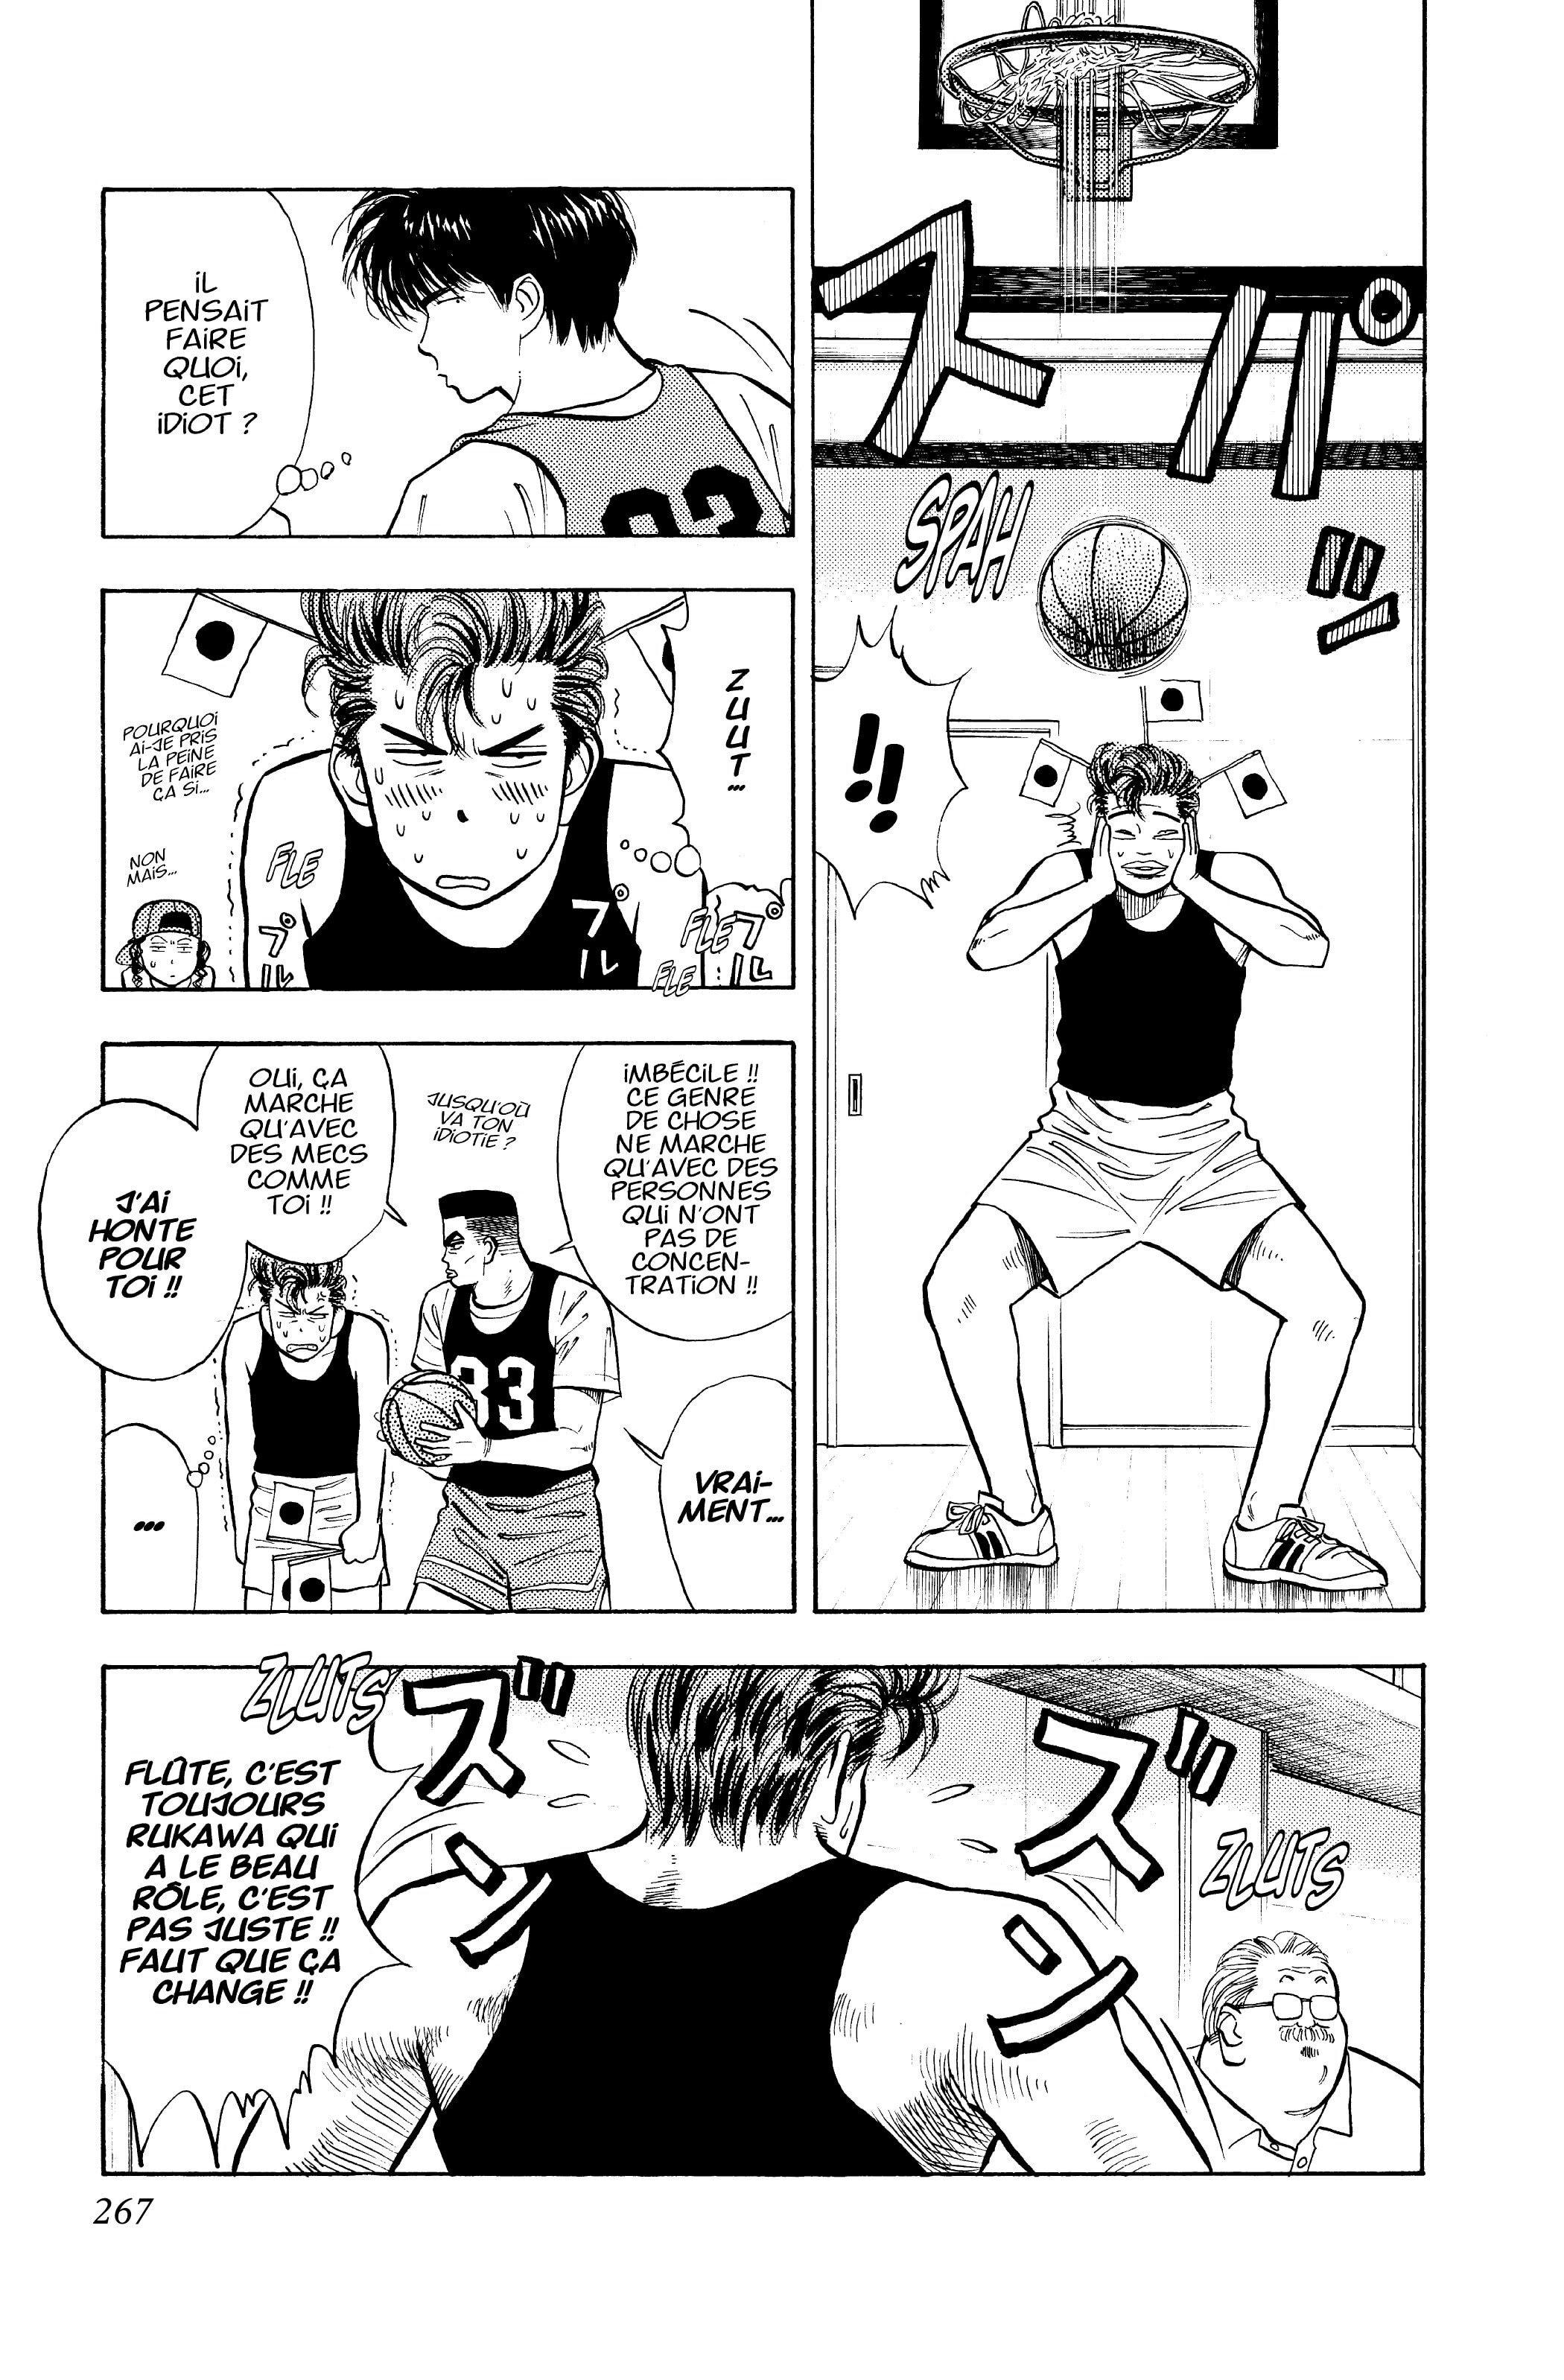 スパッ
SPAH
!!
iL
PENSAiT
FAiRE
QUOi,
CET
iDiOT ?
ZUUT...
POURQUOi
Ai-JE PRiS
LA PEiNE
DE FAiRE
ÇA Si...
NON
MAiS...
FLE
プル
プル
FLE
FLE
プル
iMBÉCiLE !!
CE GENRE
DE CHOSE
NE MARCHE
QU'AVEC DES
PERSONNES
QUi N'ONT
PAS DE
CONCEN-
TRATiON !!
JUSQU'OÙ
VA TON
iDiOTiE ?
OUi, ÇA
MARCHE
QU'AVEC
DES MECS
COMME
TOi !!
J'Ai
HONTE
POUR
TOi !!
33
VRAi-
MENT...
...
ズン
ZLUTS
ズン
ZLUTS
FLÛTE, C'EST
TOUJOURS
RUKAWA QUi
A LE BEAU
RÔLE, C'EST
PAS JUSTE !!
FAUT QUE ÇA
CHANGE !!
267